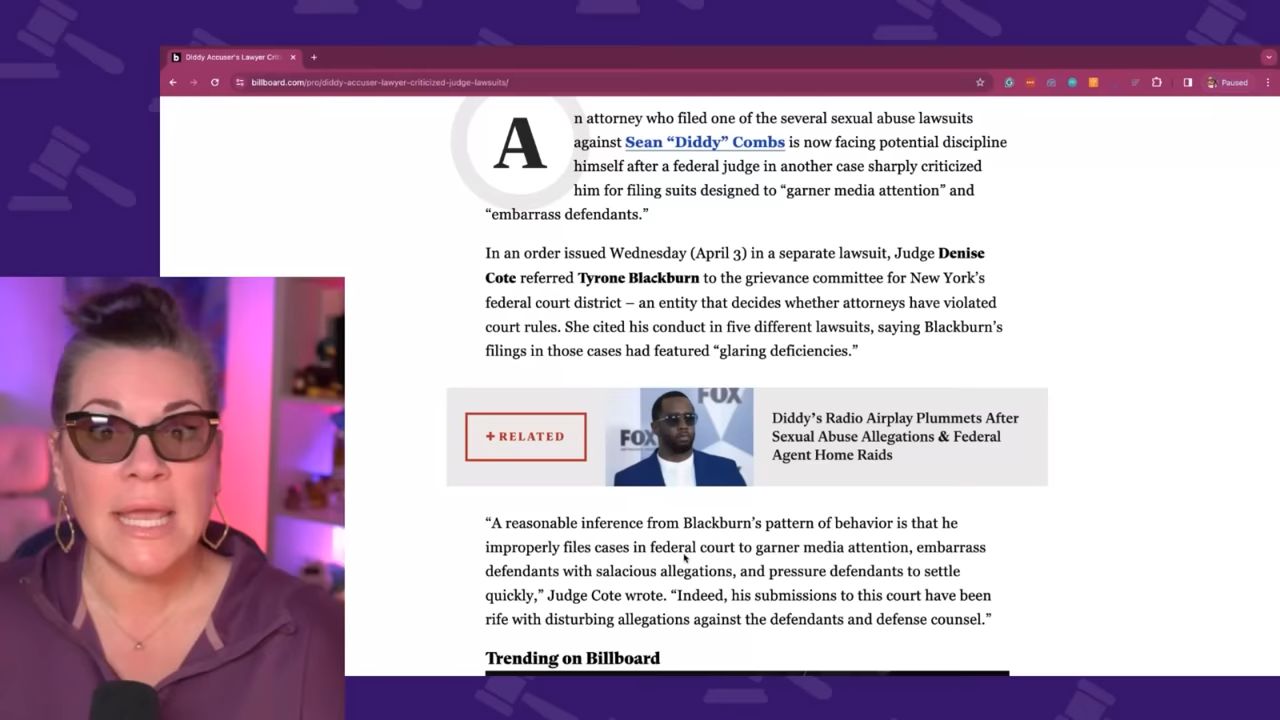 Diddy Accuser's Lawyer Crit
billboard.com/pro/diddy-accuser-lawyer-criticized-judge-lawsuits/
Paused
An attorney who filed one of the several sexual abuse lawsuits
against Sean “Diddy” Combs is now facing potential discipline
himself after a federal judge in another case sharply criticized
him for filing suits designed to “garner media attention” and
“embarrass defendants.”
In an order issued Wednesday (April 3) in a separate lawsuit, Judge Denise
Cote referred Tyrone Blackburn to the grievance committee for New York’s
federal court district – an entity that decides whether attorneys have violated
court rules. She cited his conduct in five different lawsuits, saying Blackburn’s
filings in those cases had featured “glaring deficiencies.”
+ RELATED
FOX
FOX
Diddy’s Radio Airplay Plummets After
Sexual Abuse Allegations & Federal
Agent Home Raids
“A reasonable inference from Blackburn’s pattern of behavior is that he
improperly files cases in federal court to garner media attention, embarrass
defendants with salacious allegations, and pressure defendants to settle
quickly,” Judge Cote wrote. “Indeed, his submissions to this court have been
rife with disturbing allegations against the defendants and defense counsel.”
Trending on Billboard